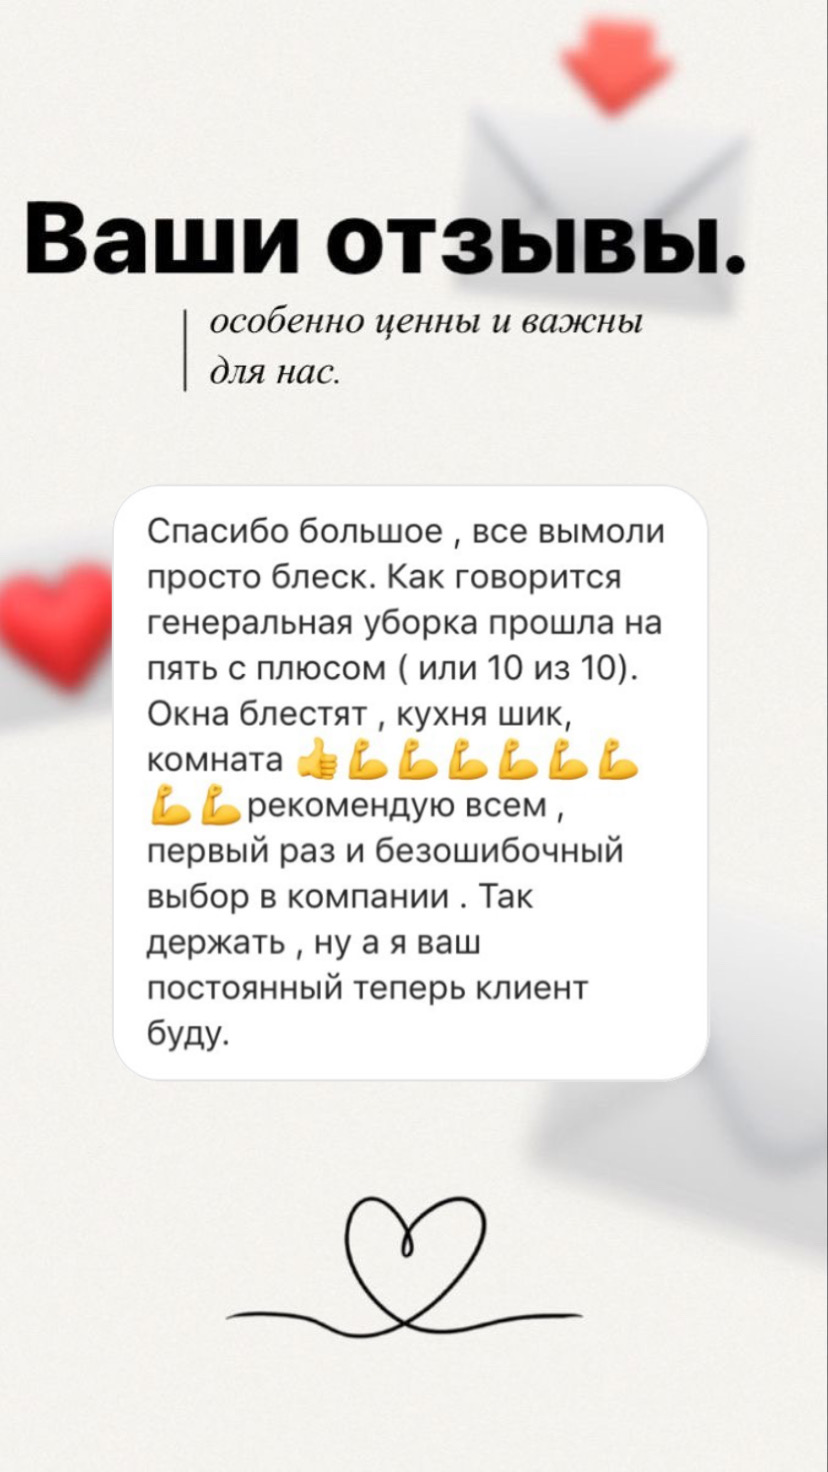 Ваши отзывы.
особенно ценны и важны
для нас.
Спасибо большое , все вымоли
просто блеск. Как говорится
генеральная уборка прошла на
пять с плюсом ( или 10 из 10).
Окна блестят , кухня шик,
комната 👍💪💪💪💪💪💪
💪💪рекомендую всем ,
первый раз и безошибочный
выбор в компании . Так
держать , ну а я ваш
постоянный теперь клиент
буду.